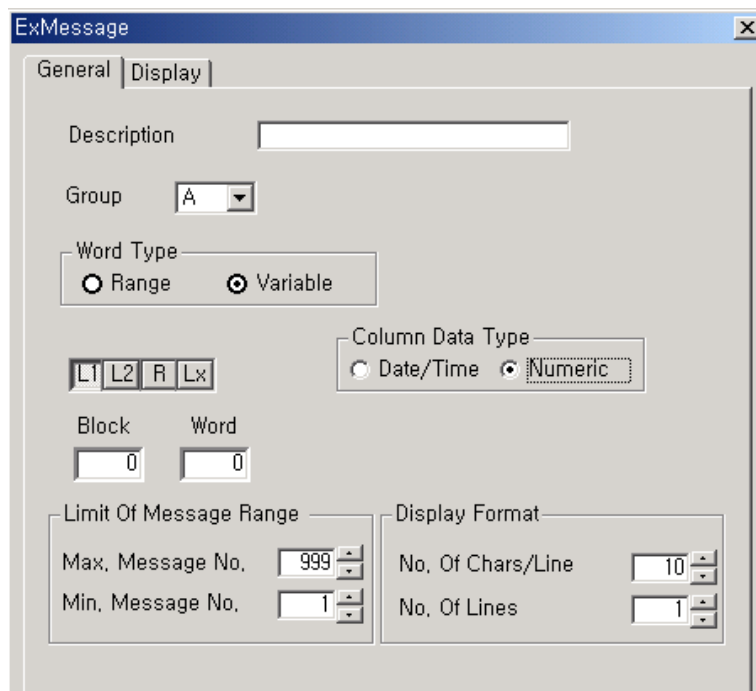 ExMessage
General Display
Description
Group A
Word Type
Range Variable
Column Data Type
Date/Time Numeric
L1 L2 R Lx
Block Word
0 0
Limit Of Message Range
Max, Message No, 999
Min, Message No, 1
Display Format
No, Of Chars/Line 10
No, Of Lines 1